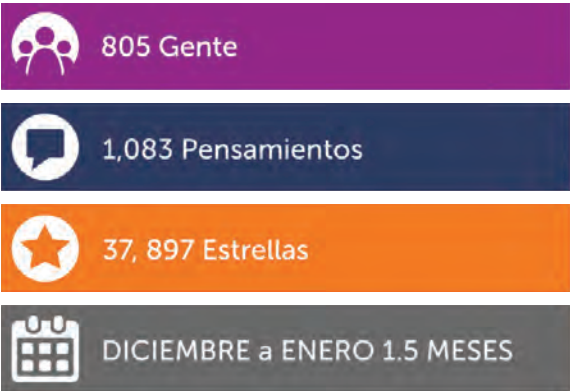 805 Gente
1,083 Pensamientos
37, 897 Estrellas
DICIEMBRE a ENERO 1.5 MESES